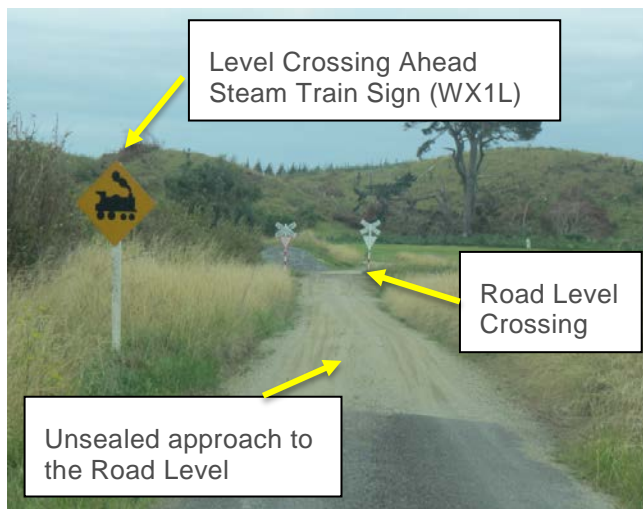 Level Crossing Ahead
Steam Train Sign (WX1L)
Road Level
Crossing
Unsealed approach to
the Road Level